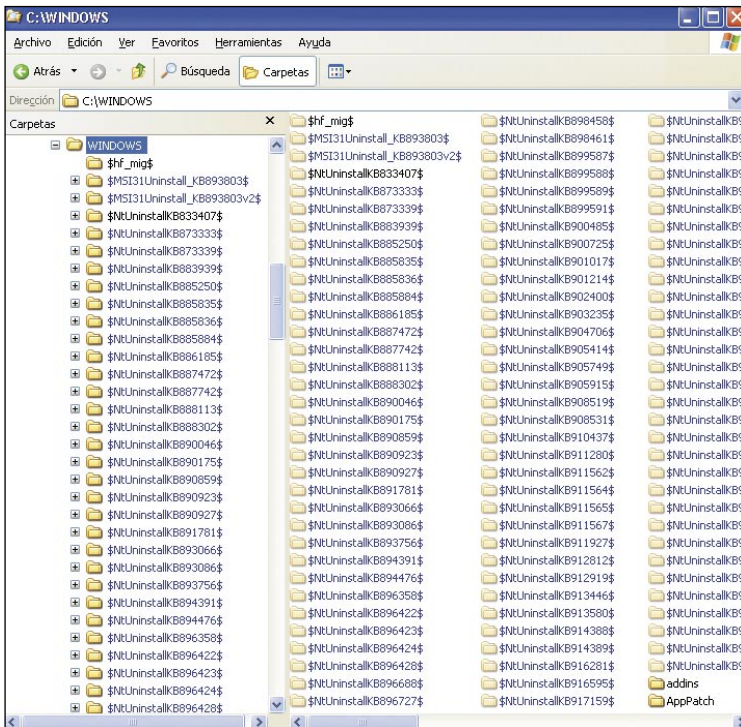 C:\WINDOWS
Archivo Edición Ver Favoritos Herramientas Ayuda
Atrás Búsqueda Carpetas
Dirección C:\WINDOWS
Carpetas
WINDOWS
$hf_mig$
$MSI31Uninstall_KB893803$
$MSI31Uninstall_KB893803v2$
$NtUninstallKB833407$
$NtUninstallKB873333$
$NtUninstallKB873339$
$NtUninstallKB883939$
$NtUninstallKB885250$
$NtUninstallKB885835$
$NtUninstallKB885836$
$NtUninstallKB885884$
$NtUninstallKB886185$
$NtUninstallKB887472$
$NtUninstallKB887742$
$NtUninstallKB888113$
$NtUninstallKB888302$
$NtUninstallKB890046$
$NtUninstallKB890175$
$NtUninstallKB890859$
$NtUninstallKB890923$
$NtUninstallKB890927$
$NtUninstallKB891781$
$NtUninstallKB893066$
$NtUninstallKB893086$
$NtUninstallKB893756$
$NtUninstallKB894391$
$NtUninstallKB894476$
$NtUninstallKB896358$
$NtUninstallKB896422$
$NtUninstallKB896423$
$NtUninstallKB896424$
$NtUninstallKB896428$
$hf_mig$
$MSI31Uninstall_KB893803$
$MSI31Uninstall_KB893803v2$
$NtUninstallKB833407$
$NtUninstallKB873333$
$NtUninstallKB873339$
$NtUninstallKB883939$
$NtUninstallKB885250$
$NtUninstallKB885835$
$NtUninstallKB885836$
$NtUninstallKB885884$
$NtUninstallKB886185$
$NtUninstallKB887472$
$NtUninstallKB887742$
$NtUninstallKB888113$
$NtUninstallKB888302$
$NtUninstallKB890046$
$NtUninstallKB890175$
$NtUninstallKB890859$
$NtUninstallKB890923$
$NtUninstallKB890927$
$NtUninstallKB891781$
$NtUninstallKB893066$
$NtUninstallKB893086$
$NtUninstallKB893756$
$NtUninstallKB894391$
$NtUninstallKB894476$
$NtUninstallKB896358$
$NtUninstallKB896422$
$NtUninstallKB896423$
$NtUninstallKB896424$
$NtUninstallKB896428$
$NtUninstallKB896688$
$NtUninstallKB896727$
$NtUninstallKB898458$
$NtUninstallKB898461$
$NtUninstallKB899587$
$NtUninstallKB899588$
$NtUninstallKB899589$
$NtUninstallKB899591$
$NtUninstallKB900485$
$NtUninstallKB900725$
$NtUninstallKB901017$
$NtUninstallKB901214$
$NtUninstallKB902400$
$NtUninstallKB903235$
$NtUninstallKB904706$
$NtUninstallKB905414$
$NtUninstallKB905749$
$NtUninstallKB905915$
$NtUninstallKB908519$
$NtUninstallKB908531$
$NtUninstallKB910437$
$NtUninstallKB911280$
$NtUninstallKB911562$
$NtUninstallKB911564$
$NtUninstallKB911565$
$NtUninstallKB911567$
$NtUninstallKB911927$
$NtUninstallKB912812$
$NtUninstallKB912919$
$NtUninstallKB913446$
$NtUninstallKB913580$
$NtUninstallKB914388$
$NtUninstallKB914389$
$NtUninstallKB916281$
$NtUninstallKB916595$
$NtUninstallKB917159$
addins
AppPatch